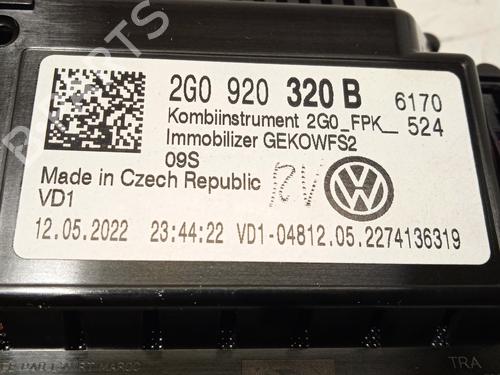 2G0 920 320 B 6170
Kombiinstrument 2G0_FPK_ 524
Immobilizer GEKOWFS2
09S
Made in Czech Republic
VD1
RV
12.05.2022 23:44:22 VD1-04812.05.2274136319
TRA